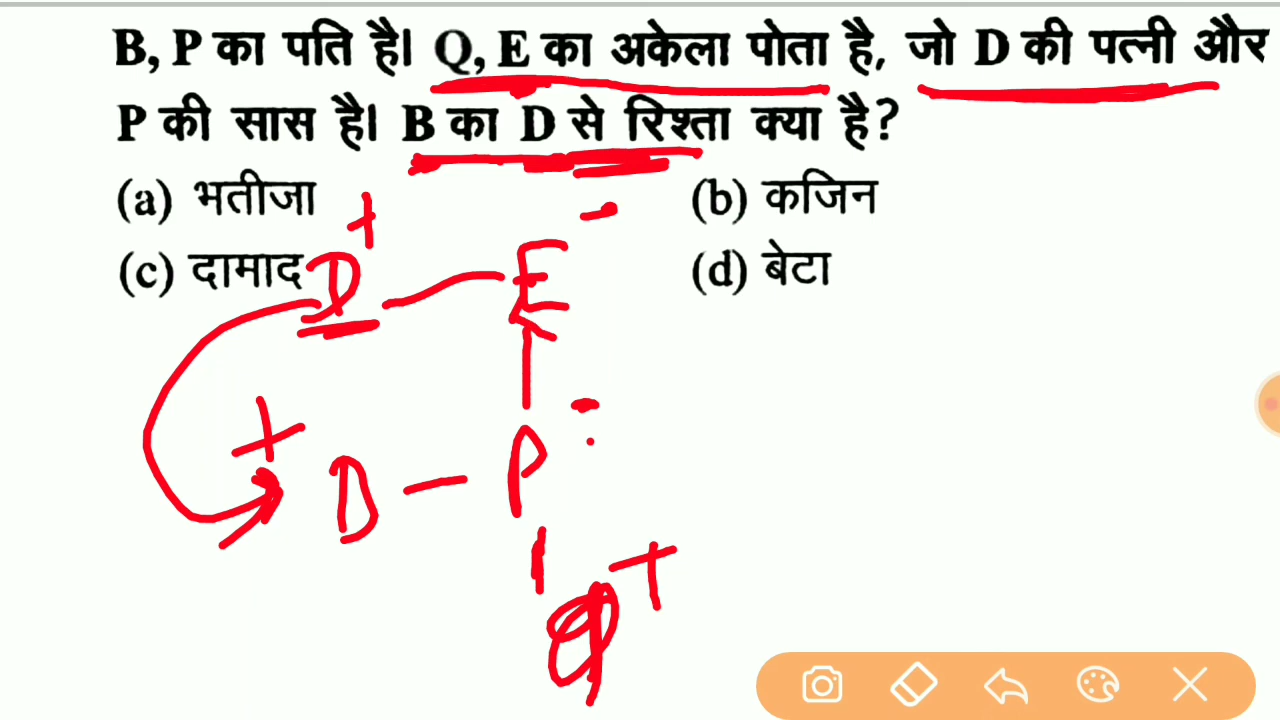 B, P का पति है। Q, E का अकेला पोता है, जो D की पत्नी और
P की सास है। B का D से रिश्ता क्या है?
(a) भतीजा (b) कजिन
(c) दामाद (d) बेटा
D + — E -
+ B — P -
Q +